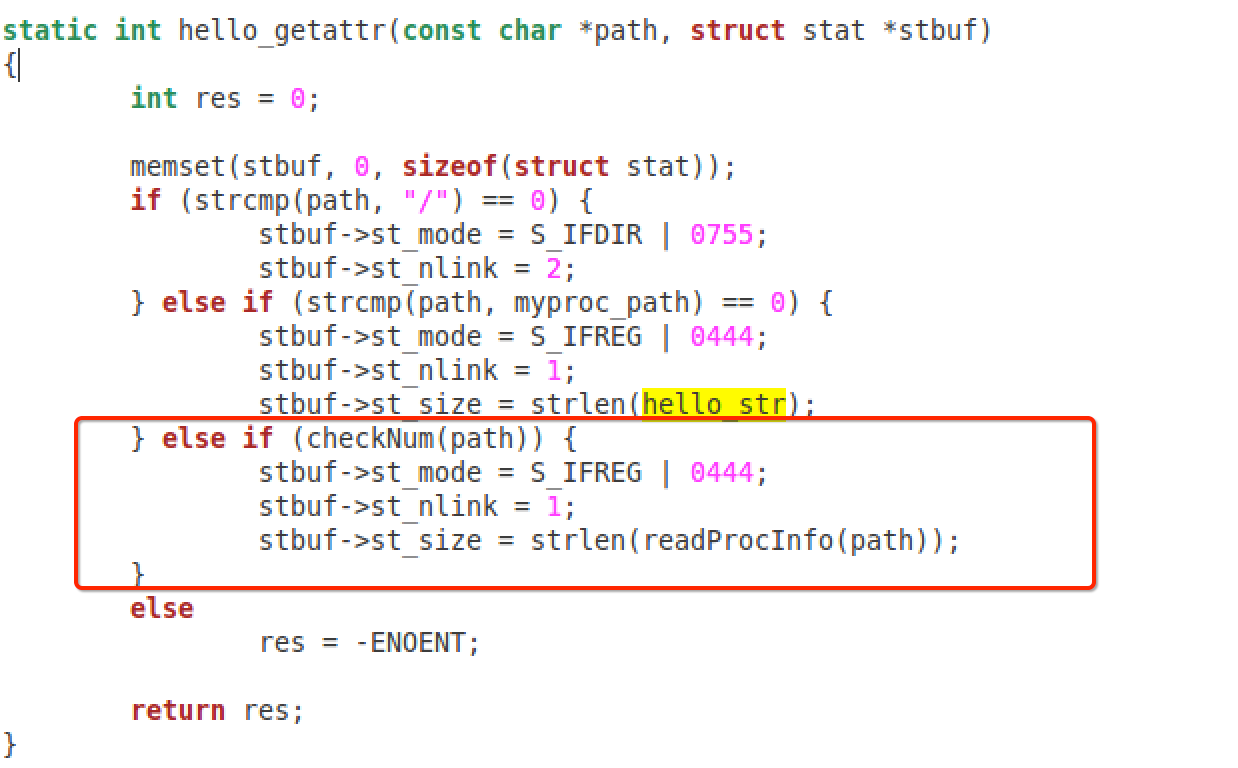 static int hello_getattr(const char *path, struct stat *stbuf)
{
        int res = 0;

        memset(stbuf, 0, sizeof(struct stat));
        if (strcmp(path, "/") == 0) {
                stbuf->st_mode = S_IFDIR | 0755;
                stbuf->st_nlink = 2;
        } else if (strcmp(path, myproc_path) == 0) {
                stbuf->st_mode = S_IFREG | 0444;
                stbuf->st_nlink = 1;
                stbuf->st_size = strlen(hello_str);
        } else if (checkNum(path)) {
                stbuf->st_mode = S_IFREG | 0444;
                stbuf->st_nlink = 1;
                stbuf->st_size = strlen(readProcInfo(path));
        }
        else
                res = -ENOENT;

        return res;
}